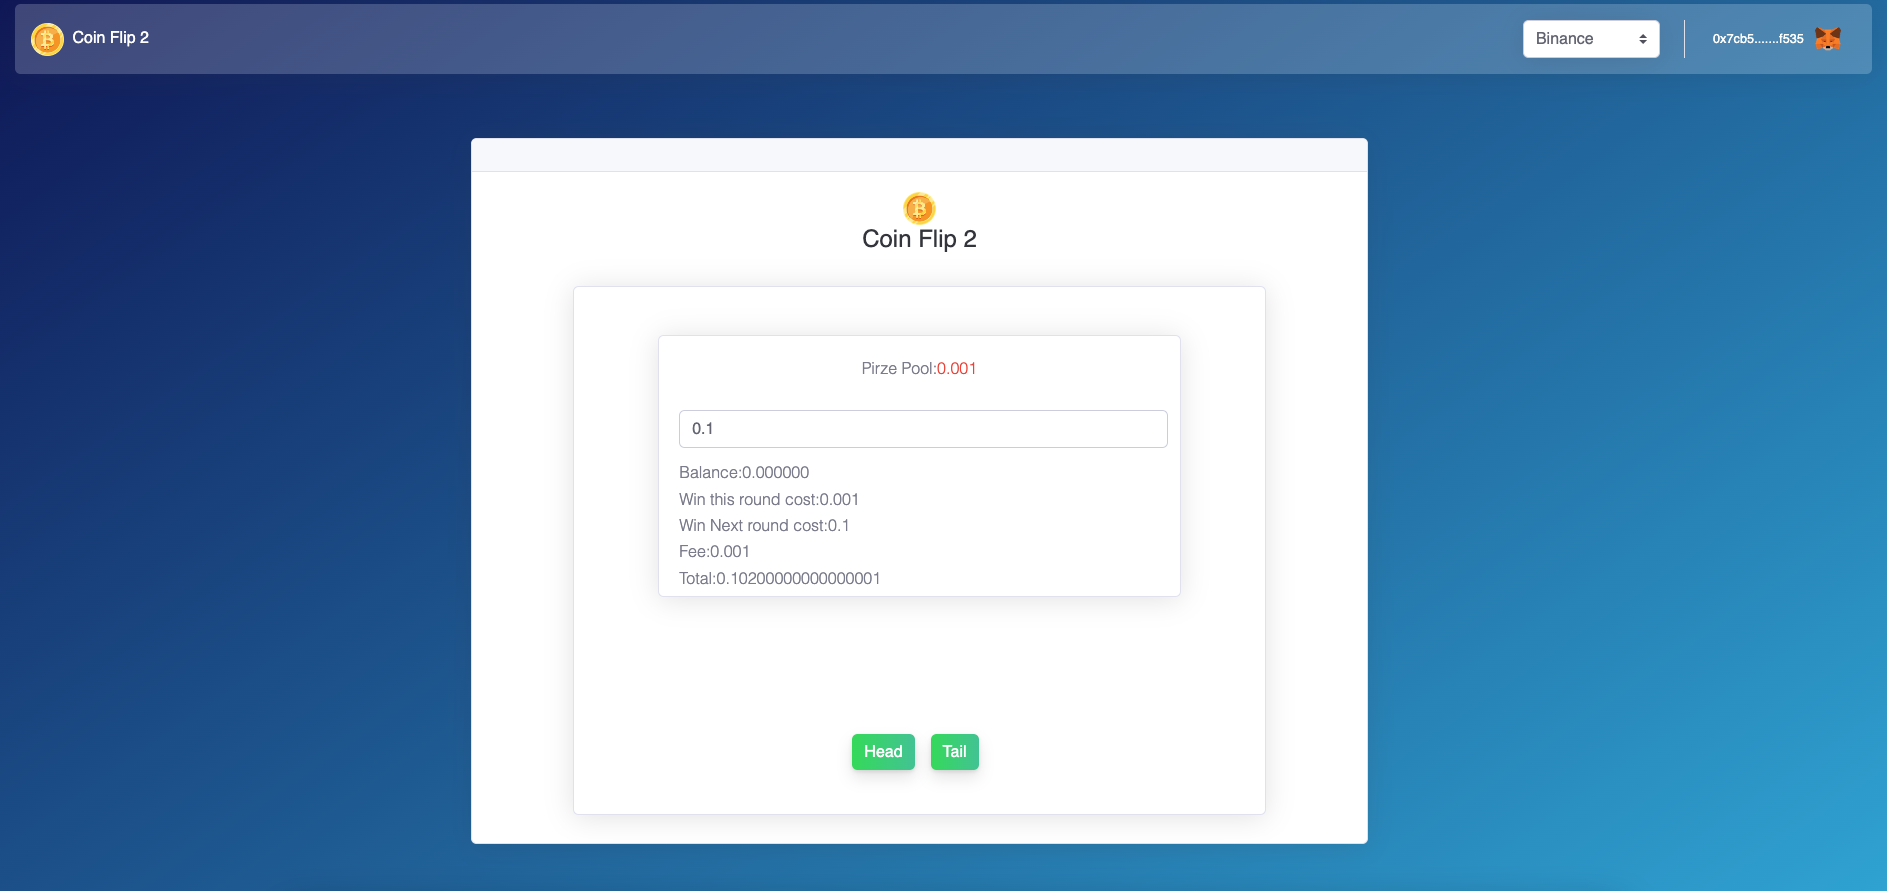 Coin Flip 2
Binance
0x7cb5.......f535
Coin Flip 2
Pirze Pool:0.001
0.1
Balance:0.000000
Win this round cost:0.001
Win Next round cost:0.1
Fee:0.001
Total:0.10200000000000001
Head
Tail